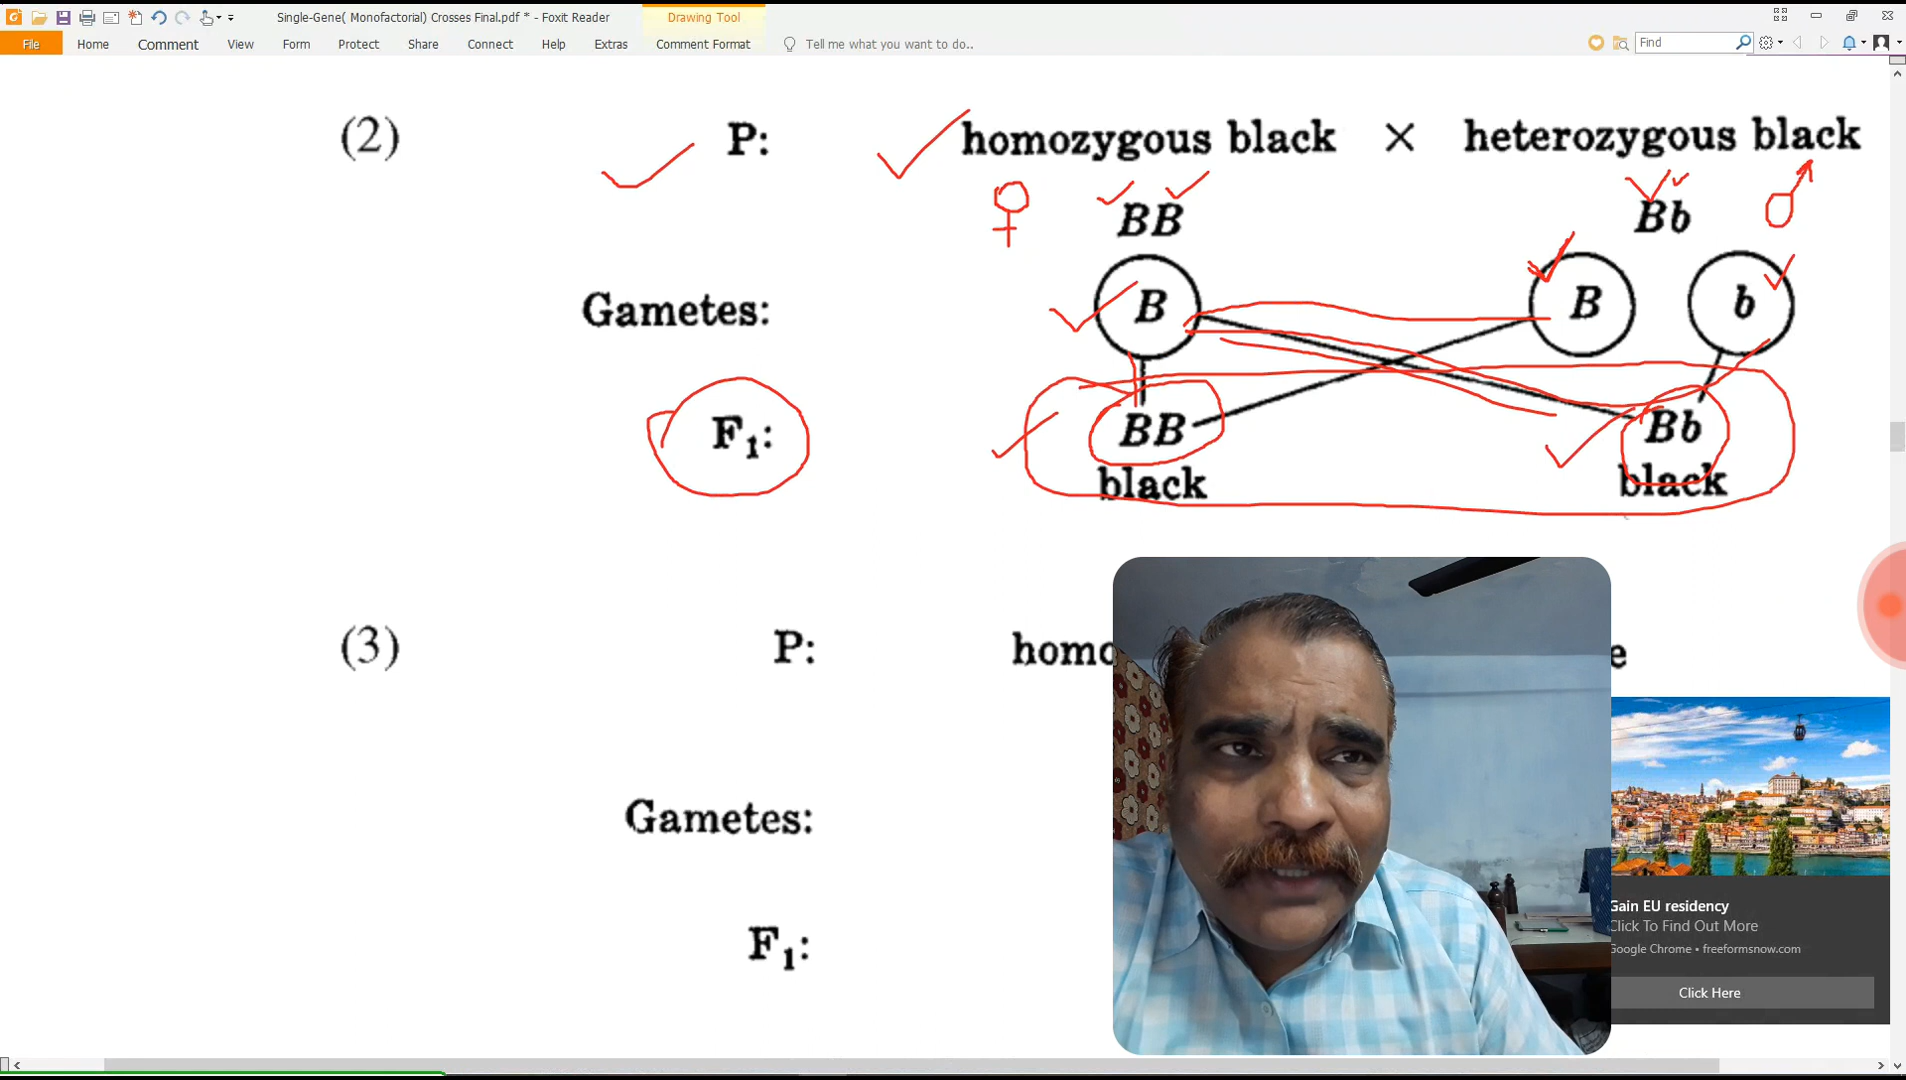 Single-Gene( Monofactorial) Crosses Final.pdf * - Foxit Reader
Drawing Tool
File Home Comment View Form Protect Share Connect Help Extras Comment Format Tell me what you want to do.. Find
(2) P: homozygous black × heterozygous black
BB Bb
Gametes: B B b
F1: BB Bb
black black
(3) P: homo e
Gametes:
F1:
Gain EU residency
Click To Find Out More
Google Chrome • freeformsnow.com
Click Here